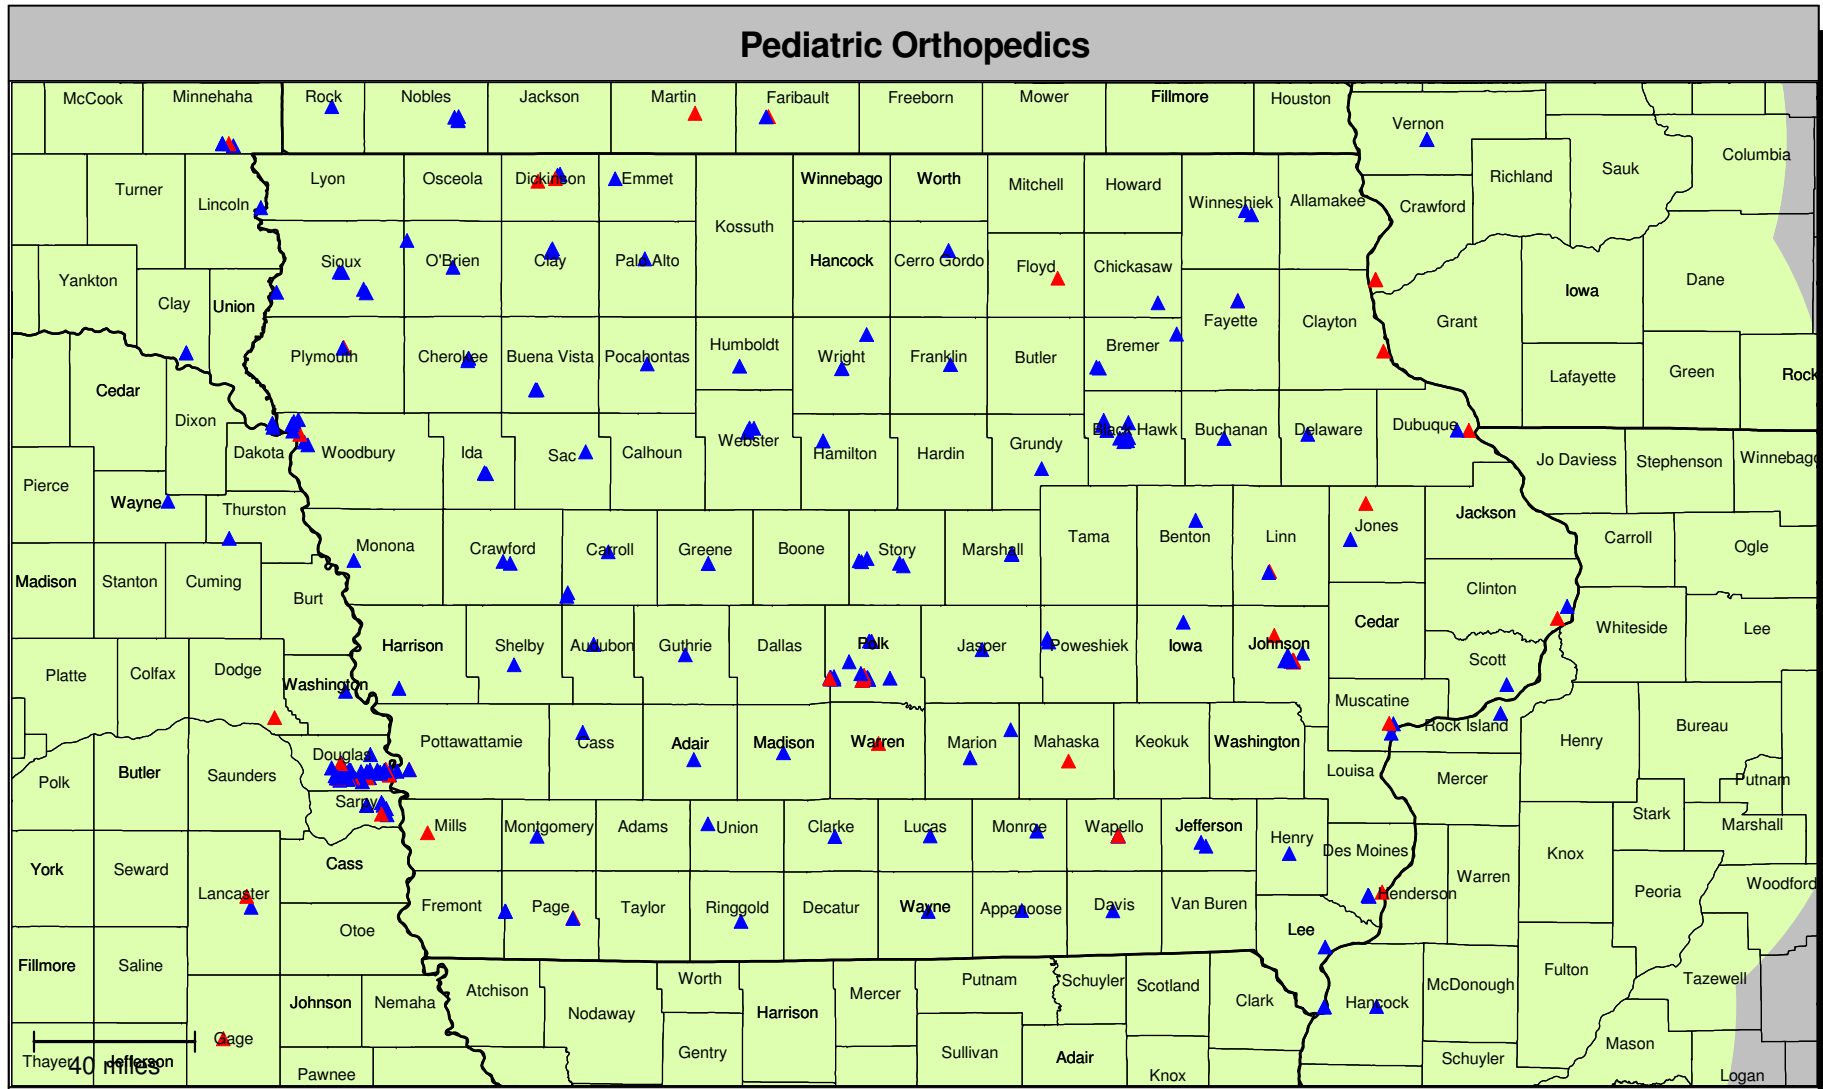 Pediatric Orthopedics
McCook Minnehaha Rock Nobles Jackson Martin Faribault Freeborn Mower Fillmore Houston
Vernon
Columbia
Sauk
Richland
Turner Lyon Osceola Dickinson Emmet Winnebago Worth Mitchell Howard
Lincoln Winneshiek Allamakee Crawford
Kossuth
Yankton Sioux O'Brien Clay Palo Alto Hancock Cerro Gordo Floyd Chickasaw Dane
Clay Union Iowa
Fayette Clayton Grant
Plymouth Cherokee Buena Vista Pocahontas Humboldt Wright Franklin Butler Bremer
Cedar Lafayette Green Rock
Dixon
Webster Grundy Black Hawk Buchanan Delaware Dubuque
Dakota Woodbury Ida Sac Calhoun Hamilton Hardin Jo Daviess Stephenson Winnebago
Pierce
Wayne Thurston Jackson
Monona Crawford Carroll Greene Boone Story Marshall Tama Benton Linn Jones Carroll Ogle
Madison Stanton Cuming
Burt Clinton
Harrison Shelby Audubon Guthrie Dallas Polk Jasper Poweshiek Iowa Johnson Cedar Whiteside Lee
Platte Colfax Dodge Scott
Washington Muscatine
Rock Island Bureau
Pottawattamie Cass Adair Madison Warren Marion Mahaska Keokuk Washington Henry
Douglas
Polk Butler Saunders Louisa Mercer Putnam
Sarpy
Mills Montgomery Adams Union Clarke Lucas Monroe Wapello Jefferson Henry Stark Marshall
York Seward Cass Des Moines Knox
Lancaster Henderson Warren Peoria Woodford
Fremont Page Taylor Ringgold Decatur Wayne Appanoose Davis Van Buren
Otoe Lee
Fillmore Saline Fulton Tazewell
Johnson Nemaha Atchison Worth Mercer Putnam Schuyler Scotland Clark Hancock McDonough
Nodaway Harrison
Gage Gentry Sullivan Adair Mason
Thayer Jefferson Schuyler
40 miles
Pawnee Knox Logan